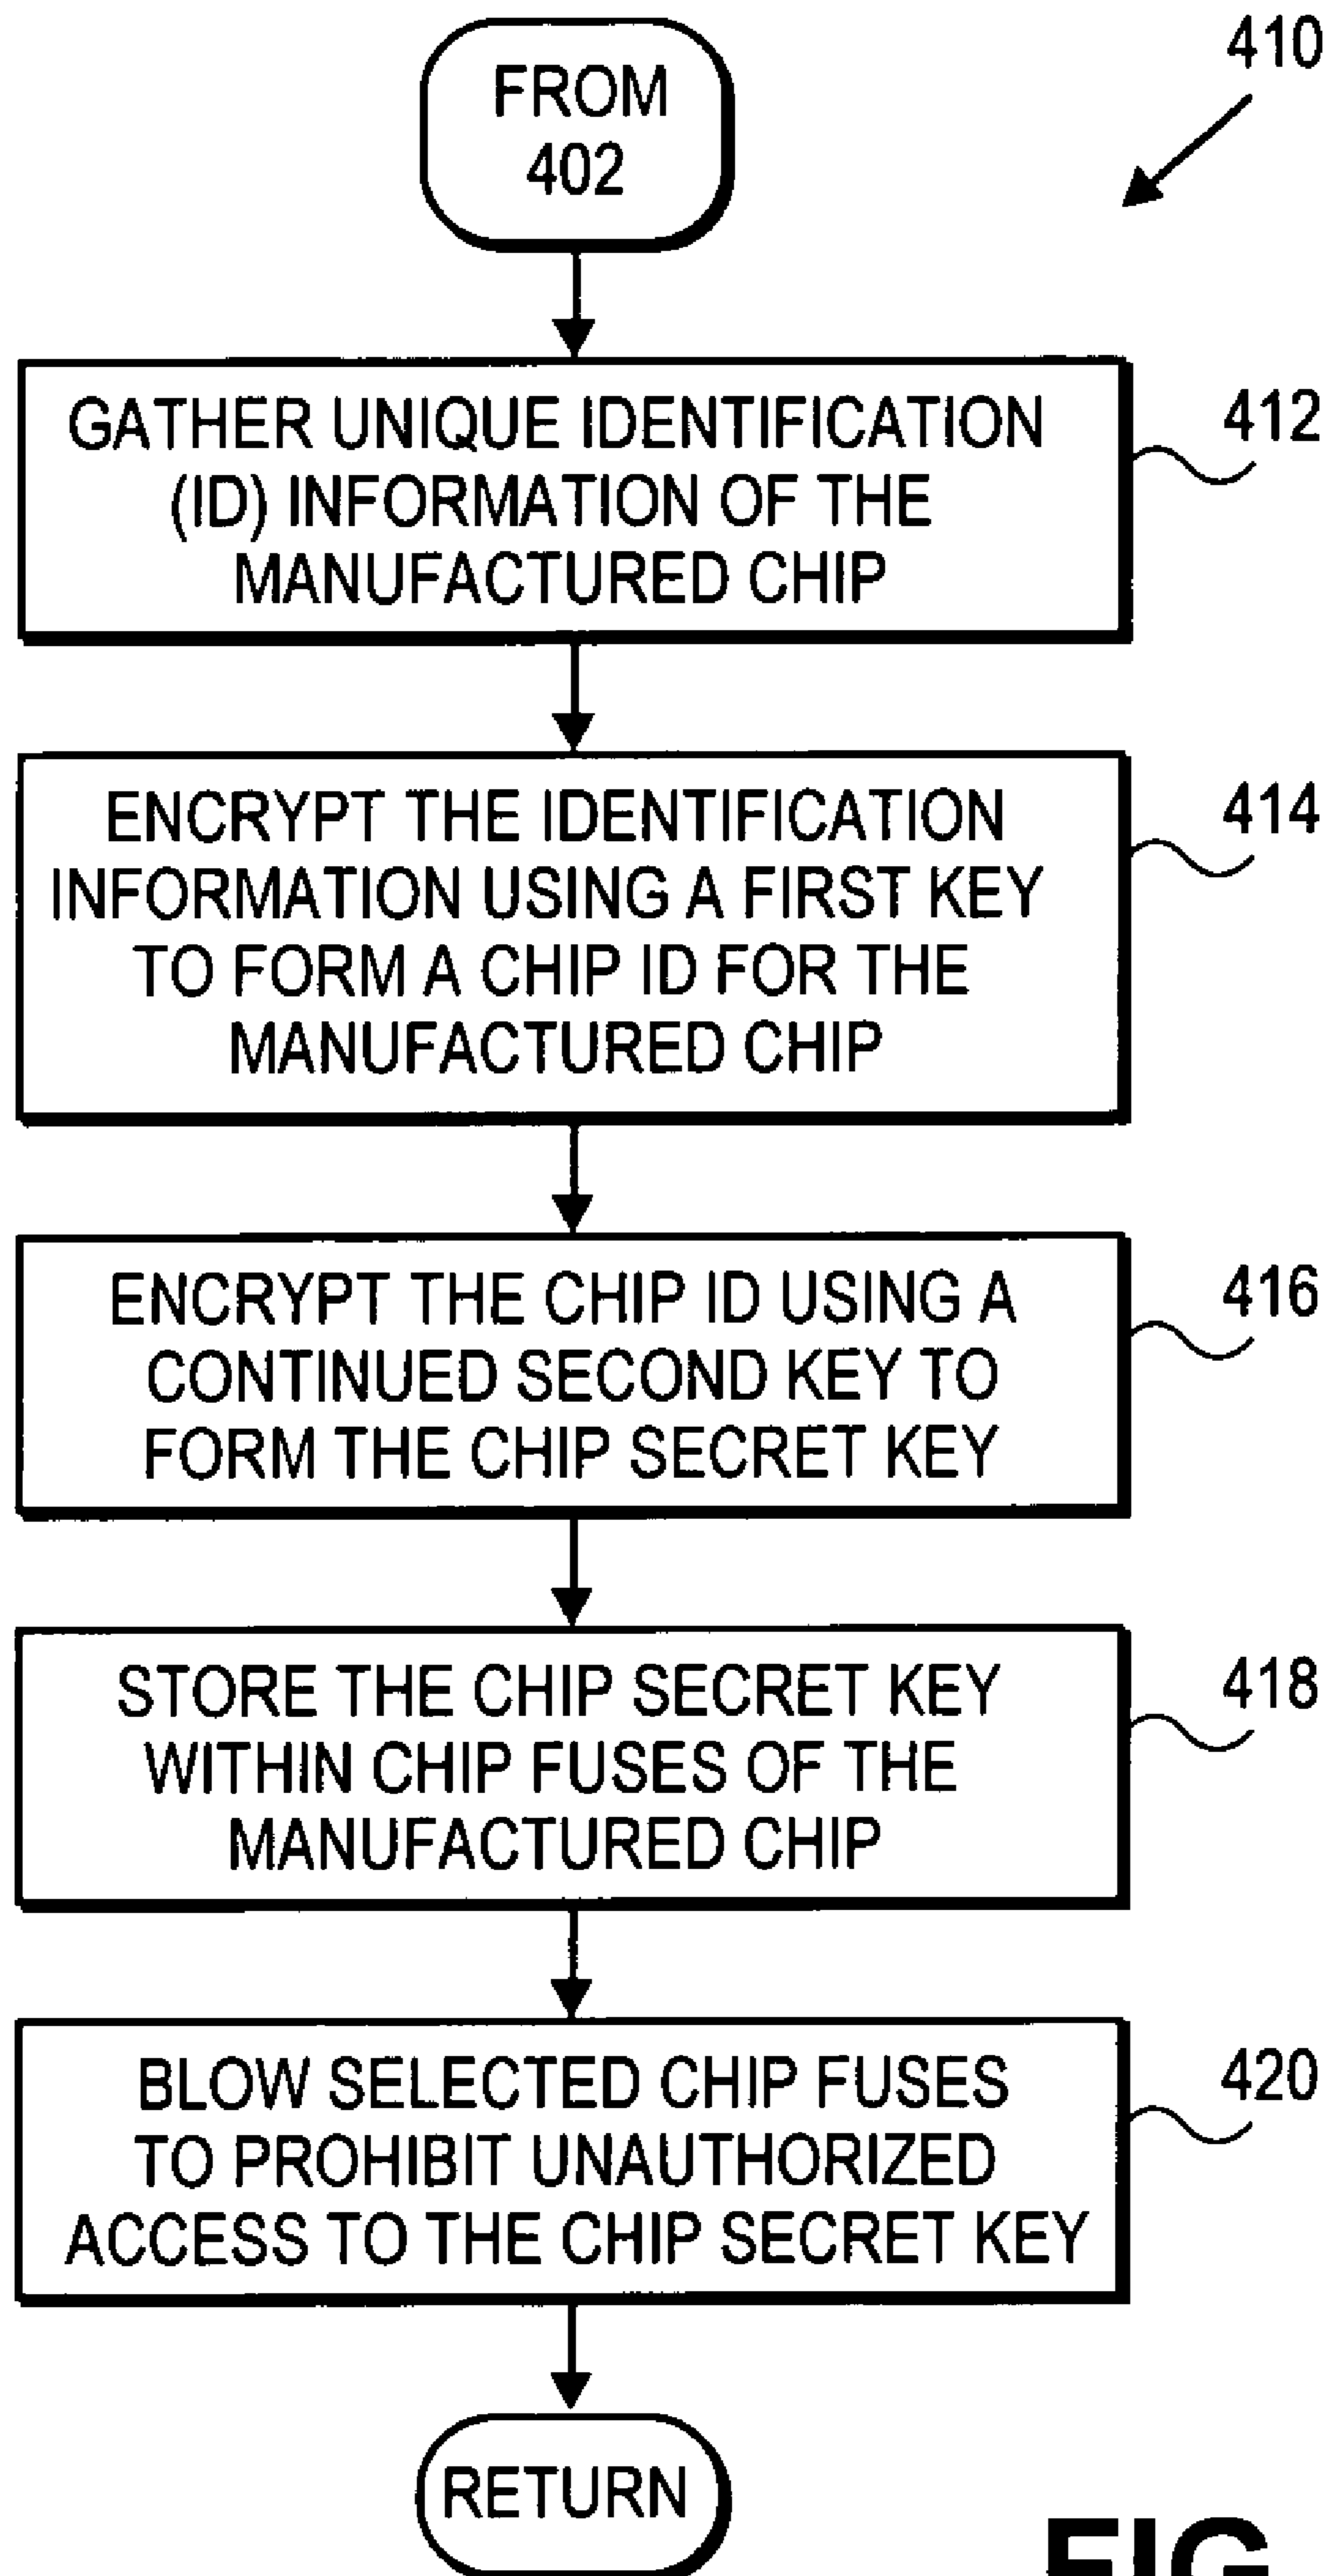 FROM
402
410
GATHER UNIQUE IDENTIFICATION
(ID) INFORMATION OF THE
MANUFACTURED CHIP
412
ENCRYPT THE IDENTIFICATION
INFORMATION USING A FIRST KEY
TO FORM A CHIP ID FOR THE
MANUFACTURED CHIP
414
ENCRYPT THE CHIP ID USING A
CONTINUED SECOND KEY TO
FORM THE CHIP SECRET KEY
416
STORE THE CHIP SECRET KEY
WITHIN CHIP FUSES OF THE
MANUFACTURED CHIP
418
BLOW SELECTED CHIP FUSES
TO PROHIBIT UNAUTHORIZED
ACCESS TO THE CHIP SECRET KEY
420
RETURN
FIG